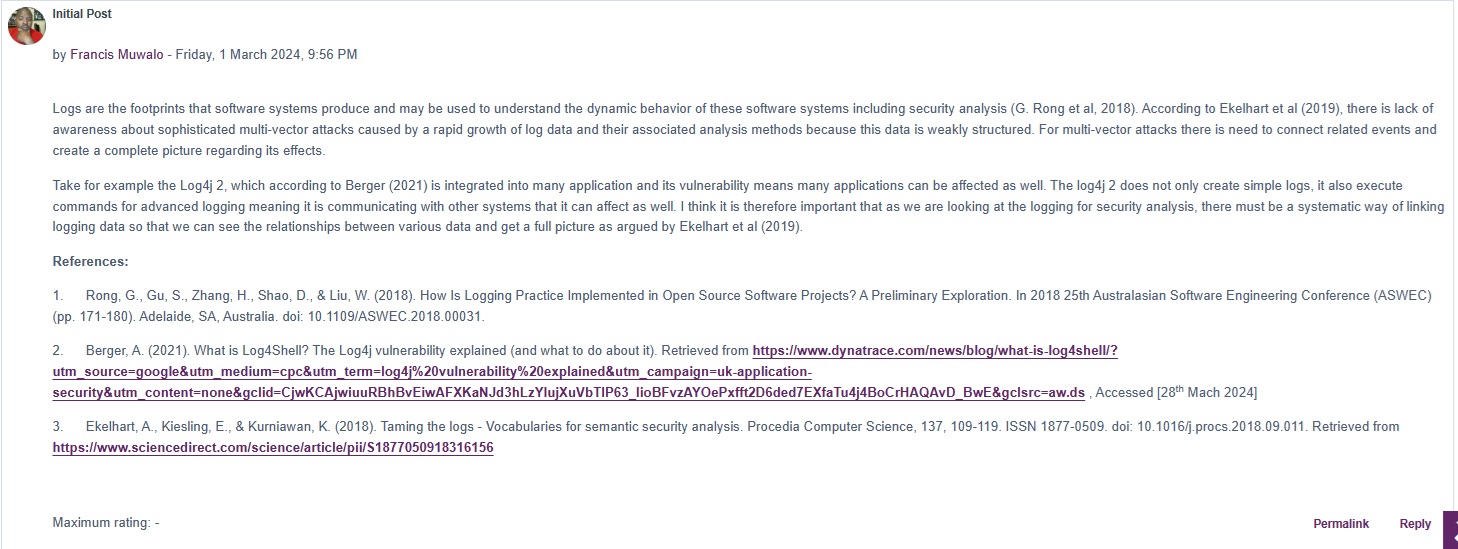 Initial Post
by Francis Muwalo - Friday, 1 March 2024, 9:56 PM
Logs are the footprints that software systems produce and may be used to understand the dynamic behavior of these software systems including security analysis (G. Rong et al, 2018). According to Ekelhart et al (2019), there is lack of
awareness about sophisticated multi-vector attacks caused by a rapid growth of log data and their associated analysis methods because this data is weakly structured. For multi-vector attacks there is need to connect related events and
create a complete picture regarding its effects.
Take for example the Log4j 2, which according to Berger (2021) is integrated into many application and its vulnerability means many applications can be affected as well. The log4j 2 does not only create simple logs, it also execute
commands for advanced logging meaning it is communicating with other systems that it can affect as well. I think it is therefore important that as we are looking at the logging for security analysis, there must be a systematic way of linking
logging data so that we can see the relationships between various data and get a full picture as argued by Ekelhart et al (2019).
References:
1. Rong, G., Gu, S., Zhang, H., Shao, D., & Liu, W. (2018). How Is Logging Practice Implemented in Open Source Software Projects? A Preliminary Exploration. In 2018 25th Australasian Software Engineering Conference (ASWEC)
(pp. 171-180). Adelaide, SA, Australia. doi: 10.1109/ASWEC.2018.00031.
2. Berger, A. (2021). What is Log4Shell? The Log4j vulnerability explained (and what to do about it). Retrieved from https://www.dynatrace.com/news/blog/what-is-log4shell/?
utm_source=google&utm_medium=cpc&utm_term=log4j%20vulnerability%20explained&utm_campaign=uk-application-
security&utm_content=none&gclid=CjwKCAjwiuuRBhBvEiwAFXKaNJd3hLzYIujXuVbTIP63_IioBFvzAYOePxfft2D6ded7EXfaTu4j4BoCrHAQAvD_BwE&gclsrc=aw.ds , Accessed [28th Mach 2024]
3. Ekelhart, A., Kiesling, E., & Kurniawan, K. (2018). Taming the logs - Vocabularies for semantic security analysis. Procedia Computer Science, 137, 109-119. ISSN 1877-0509. doi: 10.1016/j.procs.2018.09.011. Retrieved from
https://www.sciencedirect.com/science/article/pii/S1877050918316156
Maximum rating: -
Permalink Reply